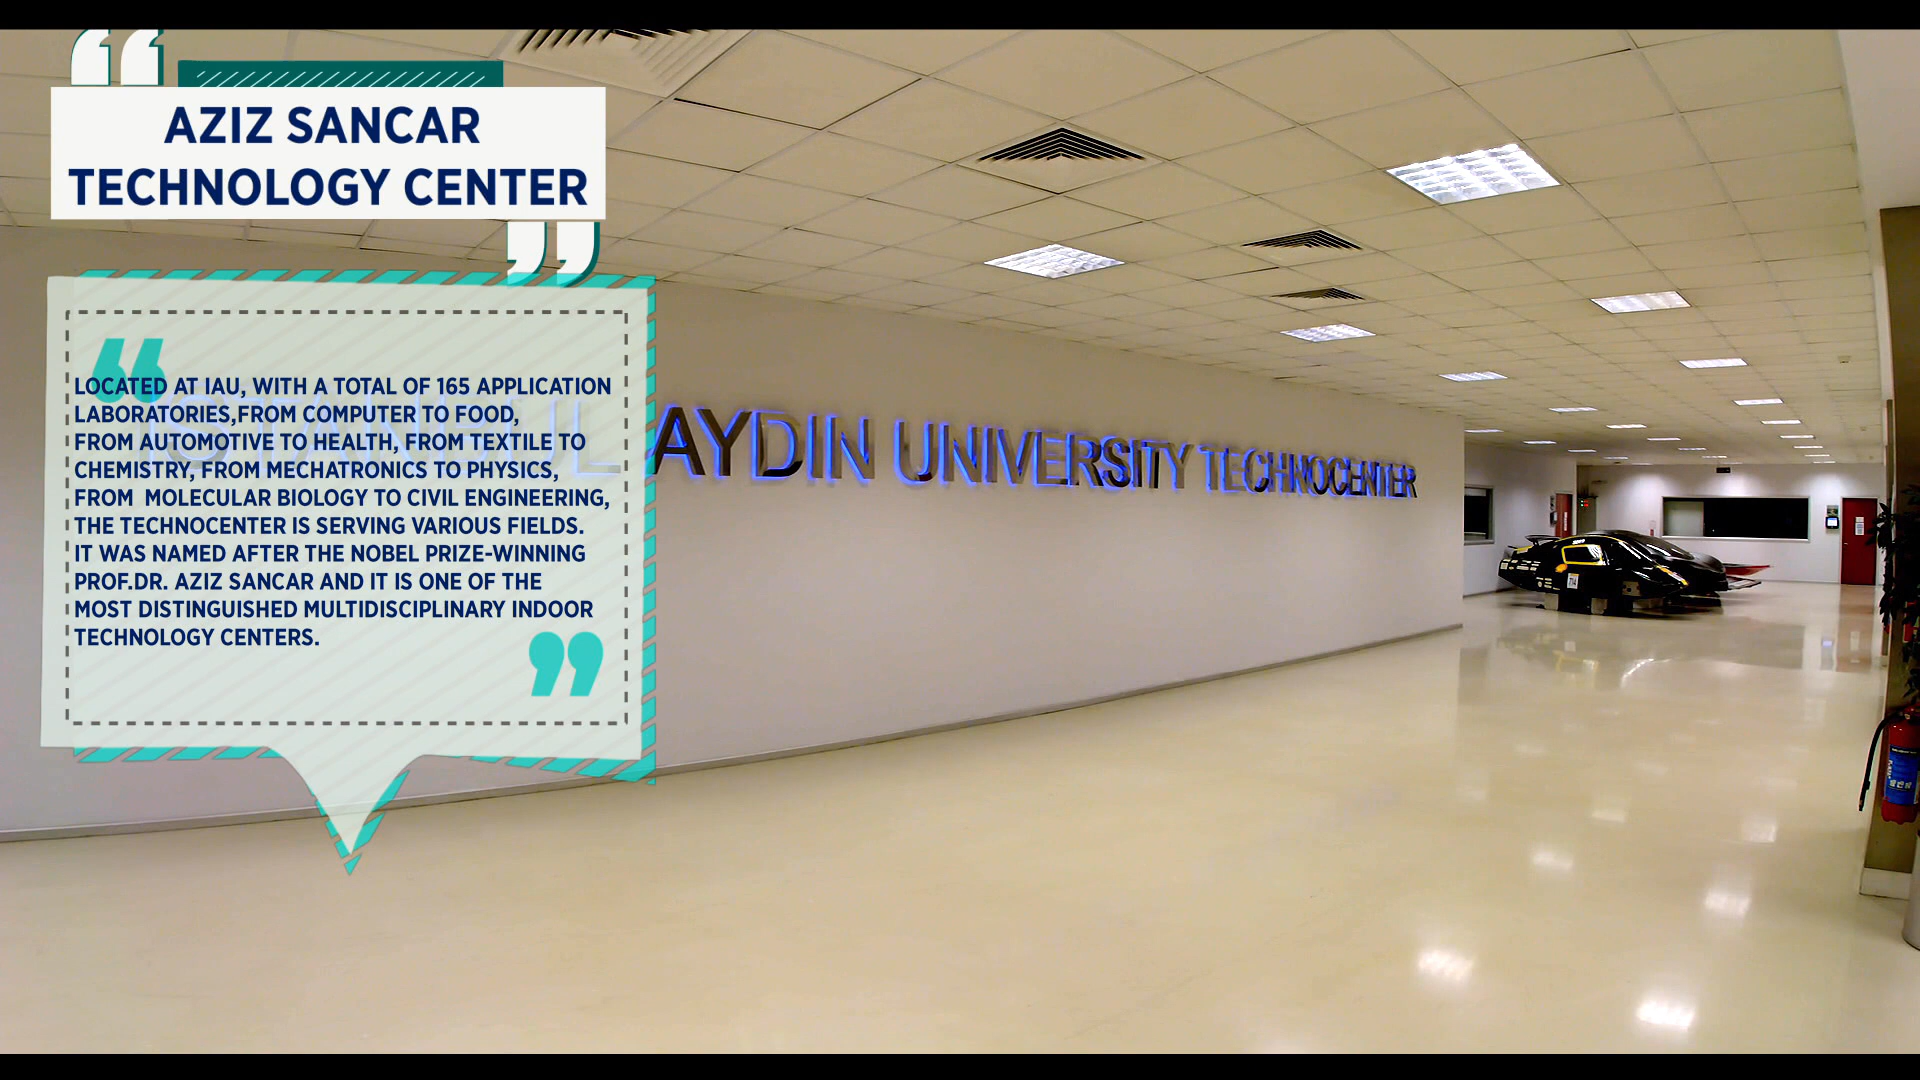 AZIZ SANCAR
TECHNOLOGY CENTER
LOCATED AT IAU, WITH A TOTAL OF 165 APPLICATION
LABORATORIES,FROM COMPUTER TO FOOD,
FROM AUTOMOTIVE TO HEALTH, FROM TEXTILE TO
CHEMISTRY, FROM MECHATRONICS TO PHYSICS,
FROM  MOLECULAR BIOLOGY TO CIVIL ENGINEERING,
THE TECHNOCENTER IS SERVING VARIOUS FIELDS.
IT WAS NAMED AFTER THE NOBEL PRIZE-WINNING
PROF.DR. AZIZ SANCAR AND IT IS ONE OF THE
MOST DISTINGUISHED MULTIDISCIPLINARY INDOOR
TECHNOLOGY CENTERS.
İSTANBUL AYDIN UNIVERSITY TECHNOCENTER